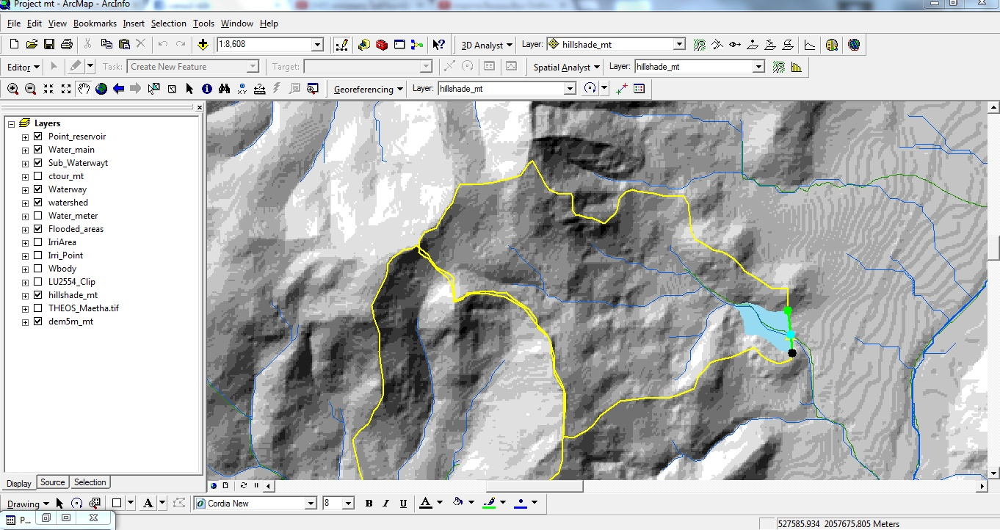 Project mt - ArcMap - ArcInfo
File Edit View Bookmarks Insert Selection Tools Window Help
1:8,608 3D Analyst Layer: hillshade_mt
Editor Task: Create New Feature Target: Spatial Analyst Layer: hillshade_mt
Georeferencing Layer: hillshade_mt
Layers
Point_reservoir
Water_main
Sub_Waterwayt
ctour_mt
Waterway
watershed
Water_meter
Flooded_areas
IrriArea
Irri_Point
Wbody
LU2554_Clip
hillshade_mt
THEOS_Maetha.tif
dem5m_mt
Display Source Selection
Drawing A Cordia New 8 B I U A
P...
527585.934 2057675.805 Meters